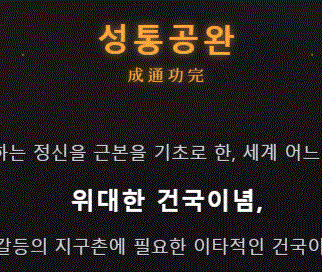 성통공완
成通功完
하는 정신을 근본을 기초로 한, 세계 어느
위대한 건국이념,
갈등의 지구촌에 필요한 이타적인 건국이